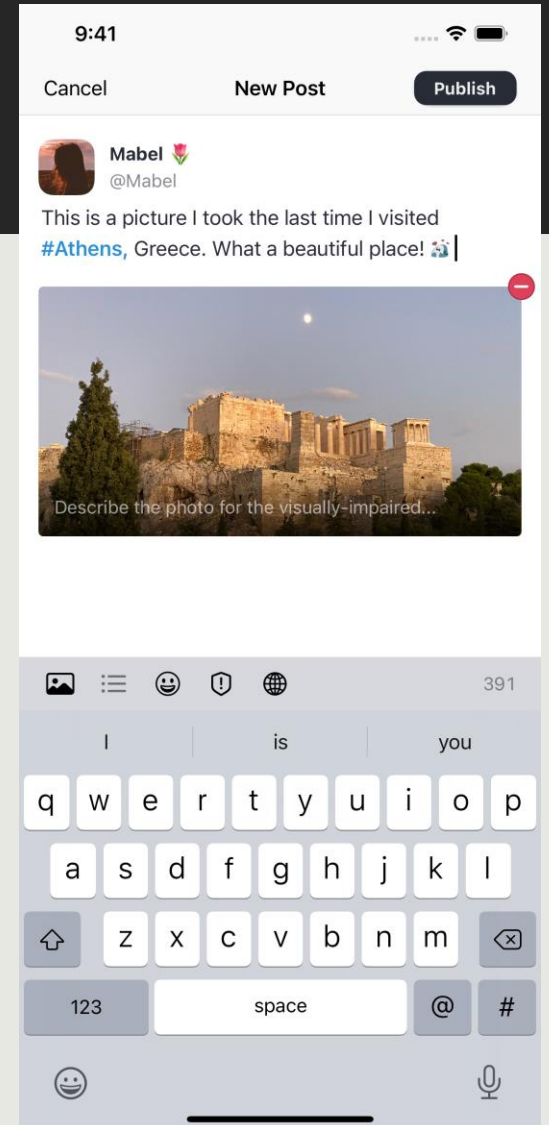 9:41
Cancel
New Post
Publish
Mabel 🌷
@Mabel
This is a picture I took the last time I visited
#Athens, Greece. What a beautiful place! 🏞️
Describe the photo for the visually-impaired...
391
I is you
q w e r t y u i o p
a s d f g h j k l
z x c v b n m
123 space @ #